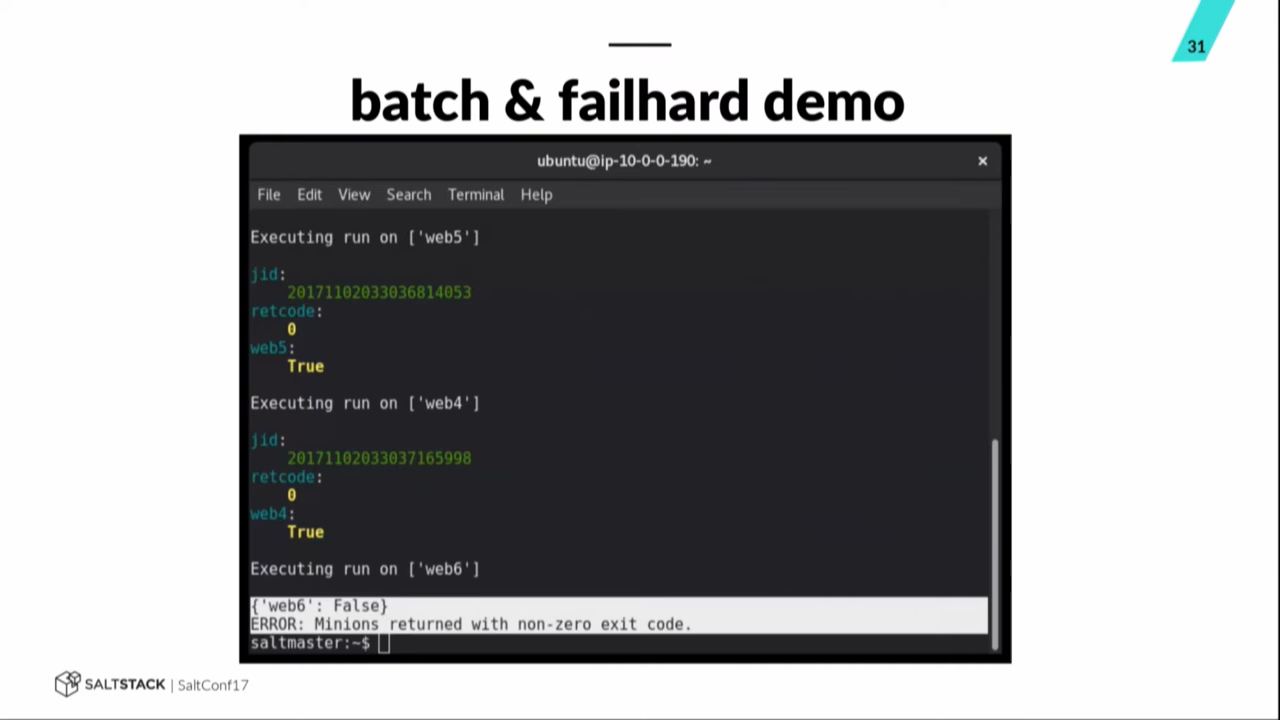 31
batch & failhard demo
ubuntu@ip-10-0-0-190: ~
File Edit View Search Terminal Help
Executing run on ['web5']
jid:
20171102033036814053
retcode:
0
web5:
True
Executing run on ['web4']
jid:
20171102033037165998
retcode:
0
web4:
True
Executing run on ['web6']
{'web6': False}
ERROR: Minions returned with non-zero exit code.
saltmaster:~$
SALTSTACK | SaltConf17